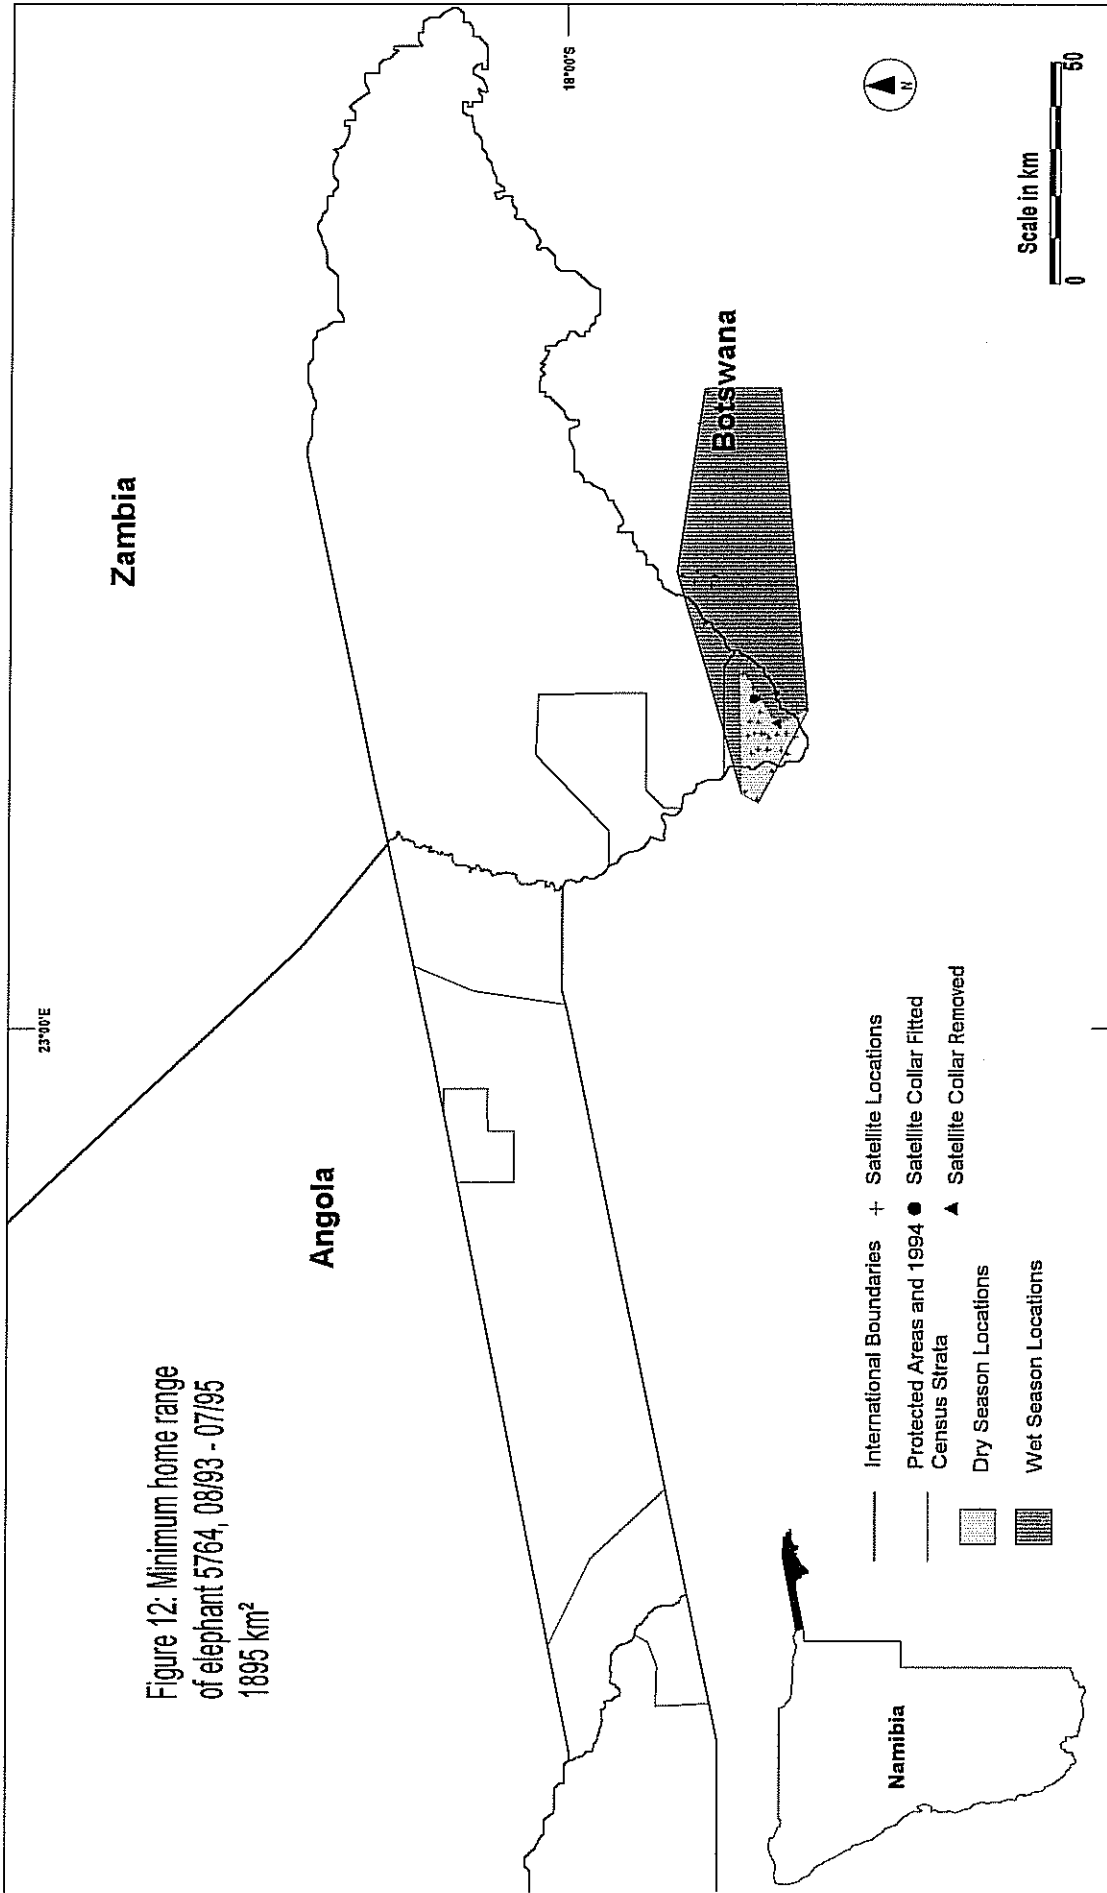 Figure 12: Minimum home range
of elephant 5764, 08/93 - 07/95
1895 km²
23°00'E
Zambia
Angola
18°00'S
Botswana
Namibia
International Boundaries
Protected Areas and 1994
Census Strata
Dry Season Locations
Wet Season Locations
+ Satellite Locations
Satellite Collar Fitted
Satellite Collar Removed
N
Scale in km
0
50